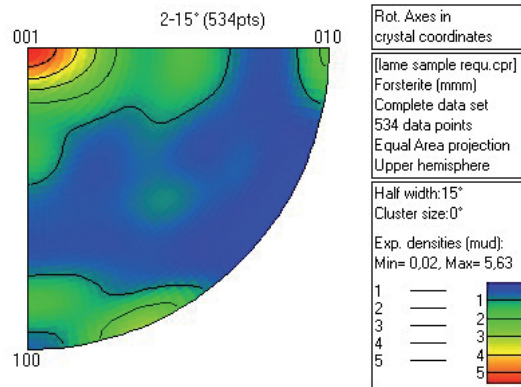 2-15° (534pts)
001
010
100
Rot. Axes in
crystal coordinates
[lame sample requ.cpr]
Forsterite (mmm)
Complete data set
534 data points
Equal Area projection
Upper hemisphere
Half width:15°
Cluster size:0°
Exp. densities (mud):
Min= 0,02, Max= 5,63
1
2
3
4
5
1
2
3
4
5